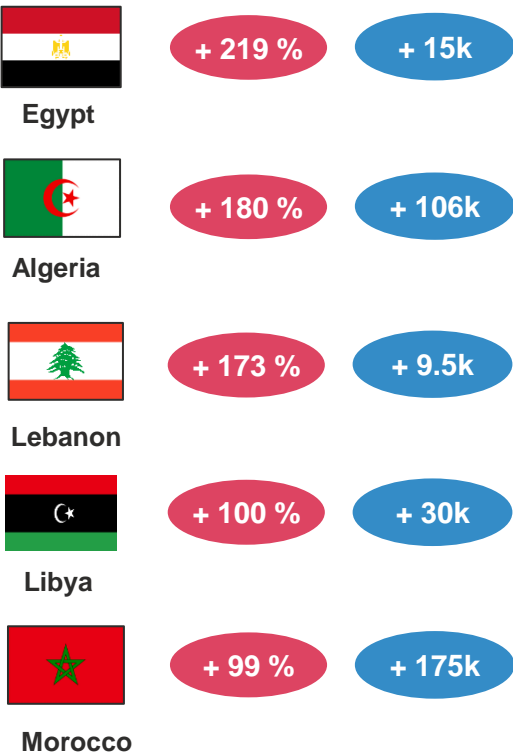 + 219 % + 15k
Egypt
+ 180 % + 106k
Algeria
+ 173 % + 9.5k
Lebanon
+ 100 % + 30k
Libya
+ 99 % + 175k
Morocco